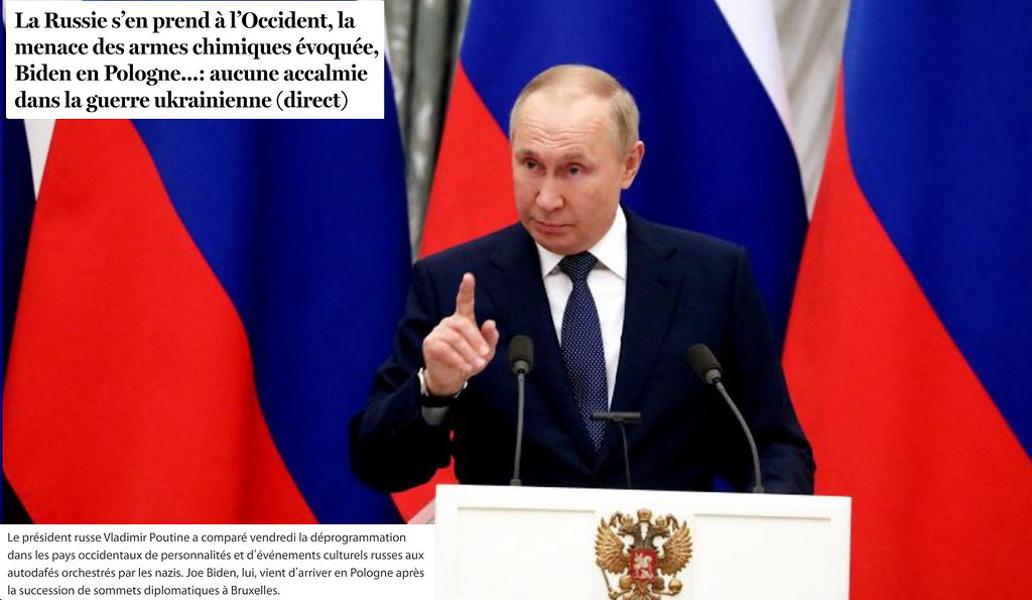 La Russie s’en prend à l’Occident, la
menace des armes chimiques évoquée,
Biden en Pologne...: aucune accalmie
dans la guerre ukrainienne (direct)
Le président russe Vladimir Poutine a comparé vendredi la déprogrammation
dans les pays occidentaux de personnalités et d'événements culturels russes aux
autodafés orchestrés par les nazis. Joe Biden, lui, vient d'arriver en Pologne après
la succession de sommets diplomatiques à Bruxelles.